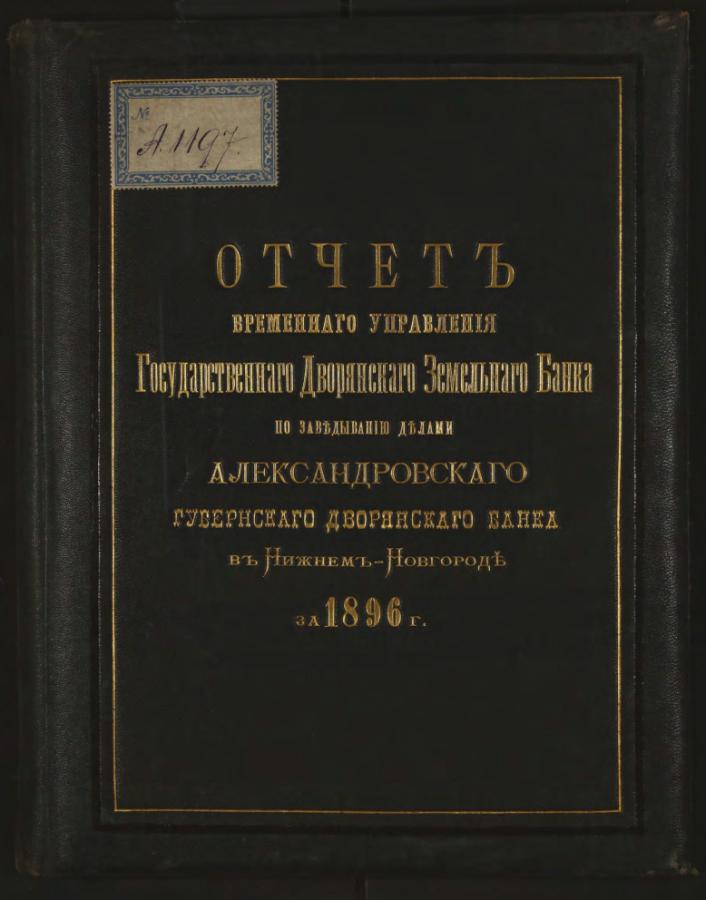 №
А. 1197.
ОТЧЕТЪ
ВРЕМЕННАГО УПРАВЛЕНІЯ
Государственнаго Дворянскаго Земельнаго Банка
ПО ЗАВѢДЫВАНІЮ ДѢЛАМИ
АЛЕКСАНДРОВСКАГО
ГУБЕРНСКАГО ДВОРЯНСКАГО БАНКА
ВЪ НИЖНЕМЪ-НОВГОРОДѢ
ЗА 1896 Г.